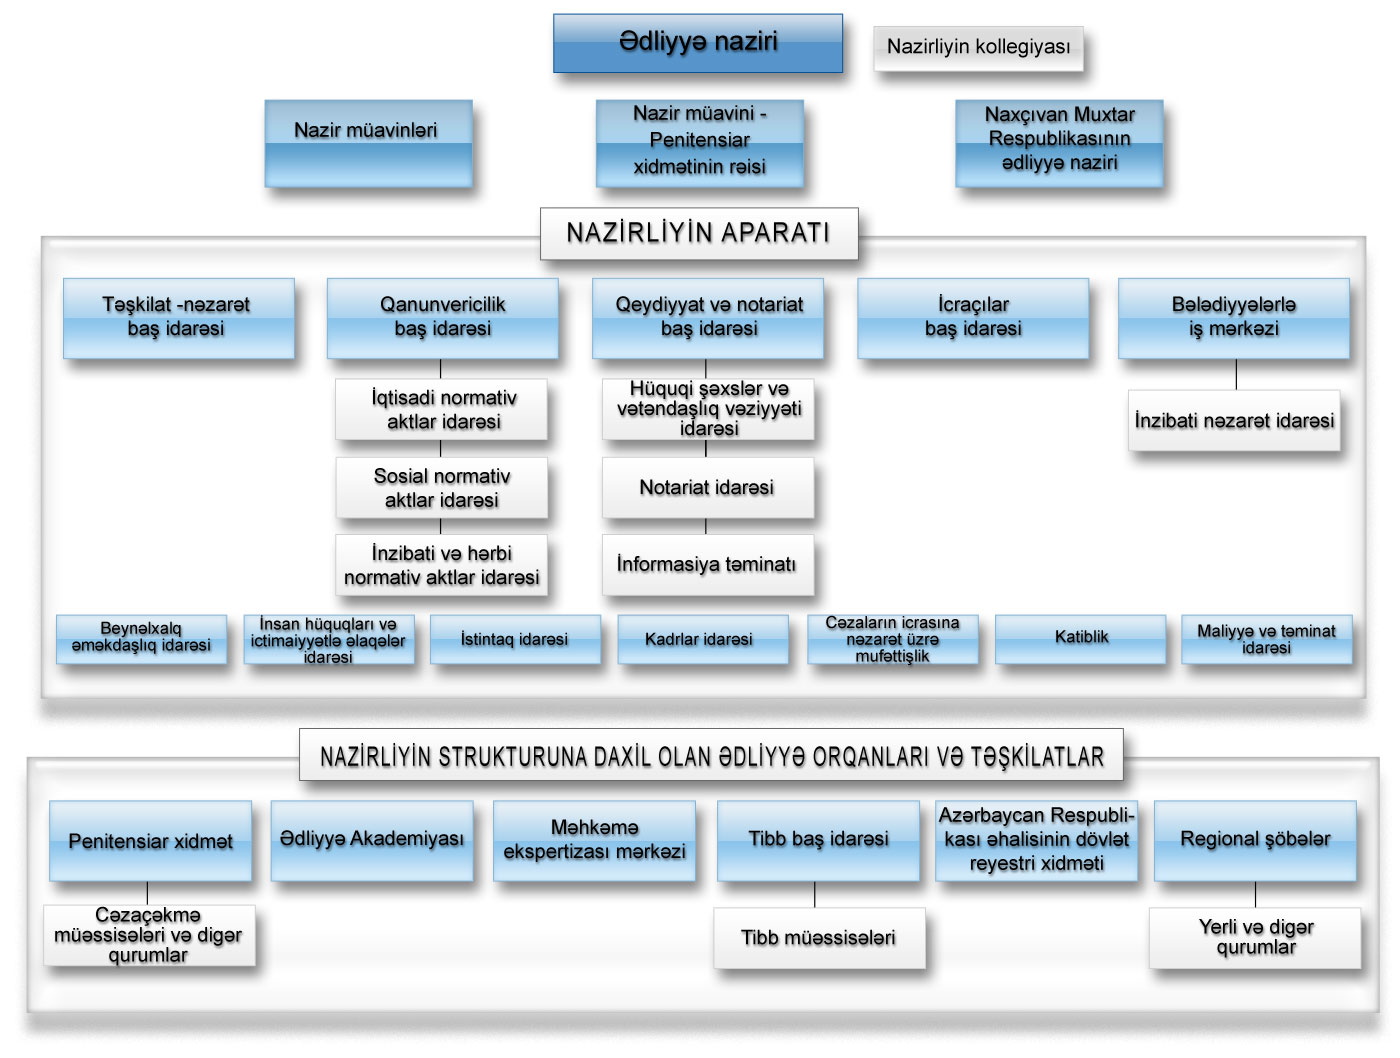 Ədliyyə naziri
Nazirliyin kollegiyası
Nazir müavinləri
Nazir müavini -
Penitensiar
xidmətinin rəisi
Naxçıvan Muxtar
Respublikasının
ədliyyə naziri
NAZİRLİYİN APARATI
Təşkilat -nəzarət
baş idarəsi
Qanunvericilik
baş idarəsi
Qeydiyyat və notariat
baş idarəsi
İcraçılar
baş idarəsi
Bələdiyyələrlə
iş mərkəzi
İqtisadi normativ
aktlar idarəsi
Hüquqi şəxslər və
vətəndaşlıq vəziyyəti
idarəsi
İnzibati nəzarət idarəsi
Sosial normativ
aktlar idarəsi
Notariat idarəsi
İnzibati və hərbi
normativ aktlar idarəsi
İnformasiya təminatı
Beynəlxalq
əməkdaşlıq idarəsi
İnsan hüquqları və
ictimaiyyətlə əlaqələr
idarəsi
İstintaq idarəsi
Kadrlar idarəsi
Cəzaların icrasına
nəzarət üzrə
mufəttişlik
Katiblik
Maliyyə və təminat
idarəsi
NAZİRLİYİN STRUKTURUNA DAXİL OLAN ƏDLİYYƏ ORQANLARI VƏ TƏŞKİLATLAR
Penitensiar xidmət
Ədliyyə Akademiyası
Məhkəmə
ekspertizası mərkəzi
Tibb baş idarəsi
Azərbaycan Respubli-
kası əhalisinin dövlət
reyestri xidməti
Regional şöbələr
Cəzaçəkmə
müəssisələri və digər
qurumlar
Tibb müəssisələri
Yerli və digər
qurumlar